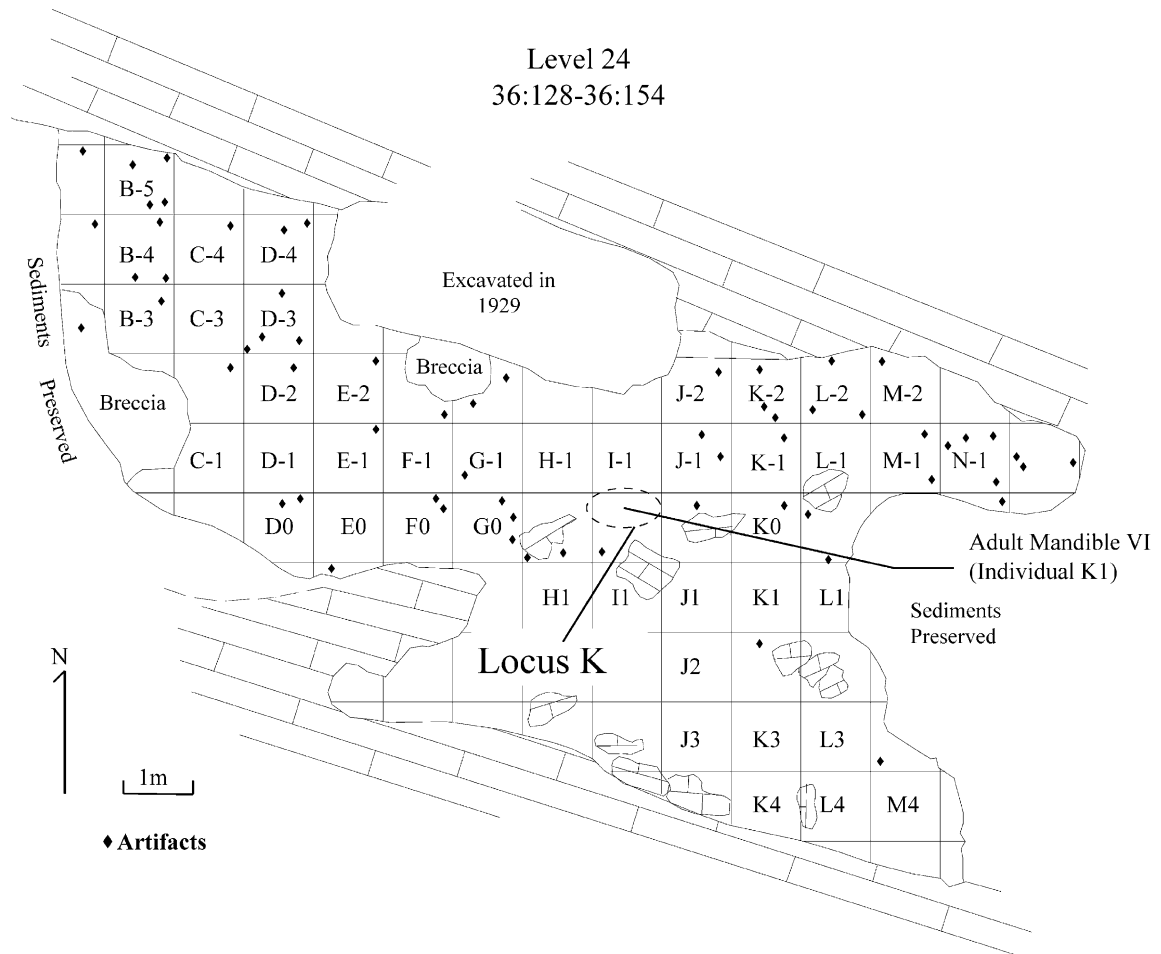 Level 24
36:128-36:154
B-5
B-4 C-4 D-4
Excavated in
1929
Sediments
Preserved
B-3 C-3 D-3
Breccia
Breccia
D-2 E-2 J-2 K-2 L-2 M-2
C-1 D-1 E-1 F-1 G-1 H-1 I-1 J-1 K-1 L-1 M-1 N-1
D0 E0 F0 G0 K0
Adult Mandible VI
(Individual K1)
H1 I1 J1 K1 L1
Sediments
Preserved
Locus K
J2
N
J3 K3 L3
1m
K4 L4 M4
Artifacts